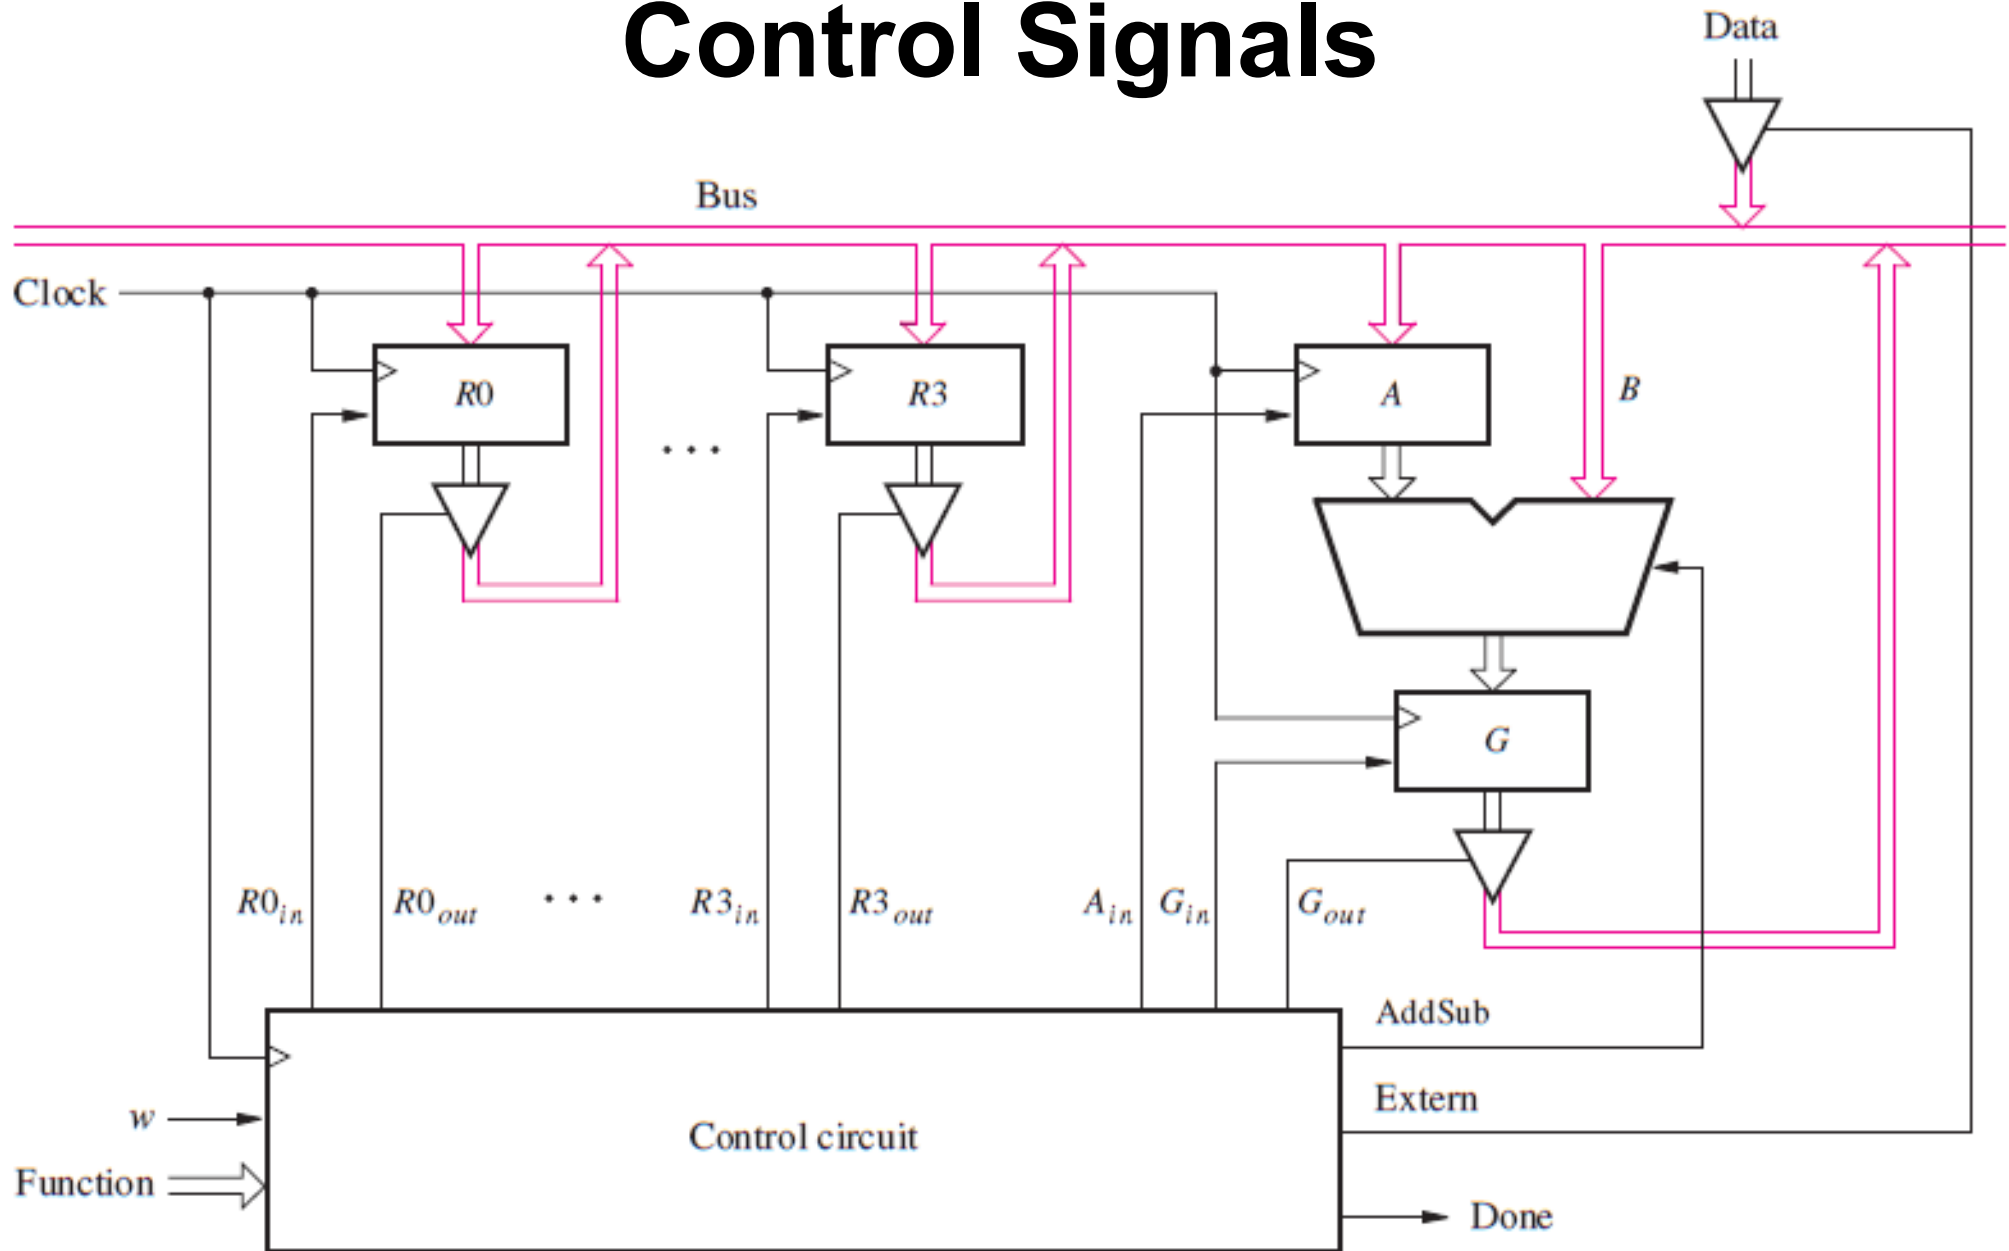 Control Signals
Data
Bus
Clock
R0
R3
A
B
. . .
G
R0in
R0out
. . .
R3in
R3out
Ain
Gin
Gout
AddSub
Extern
w
Control circuit
Function
Done